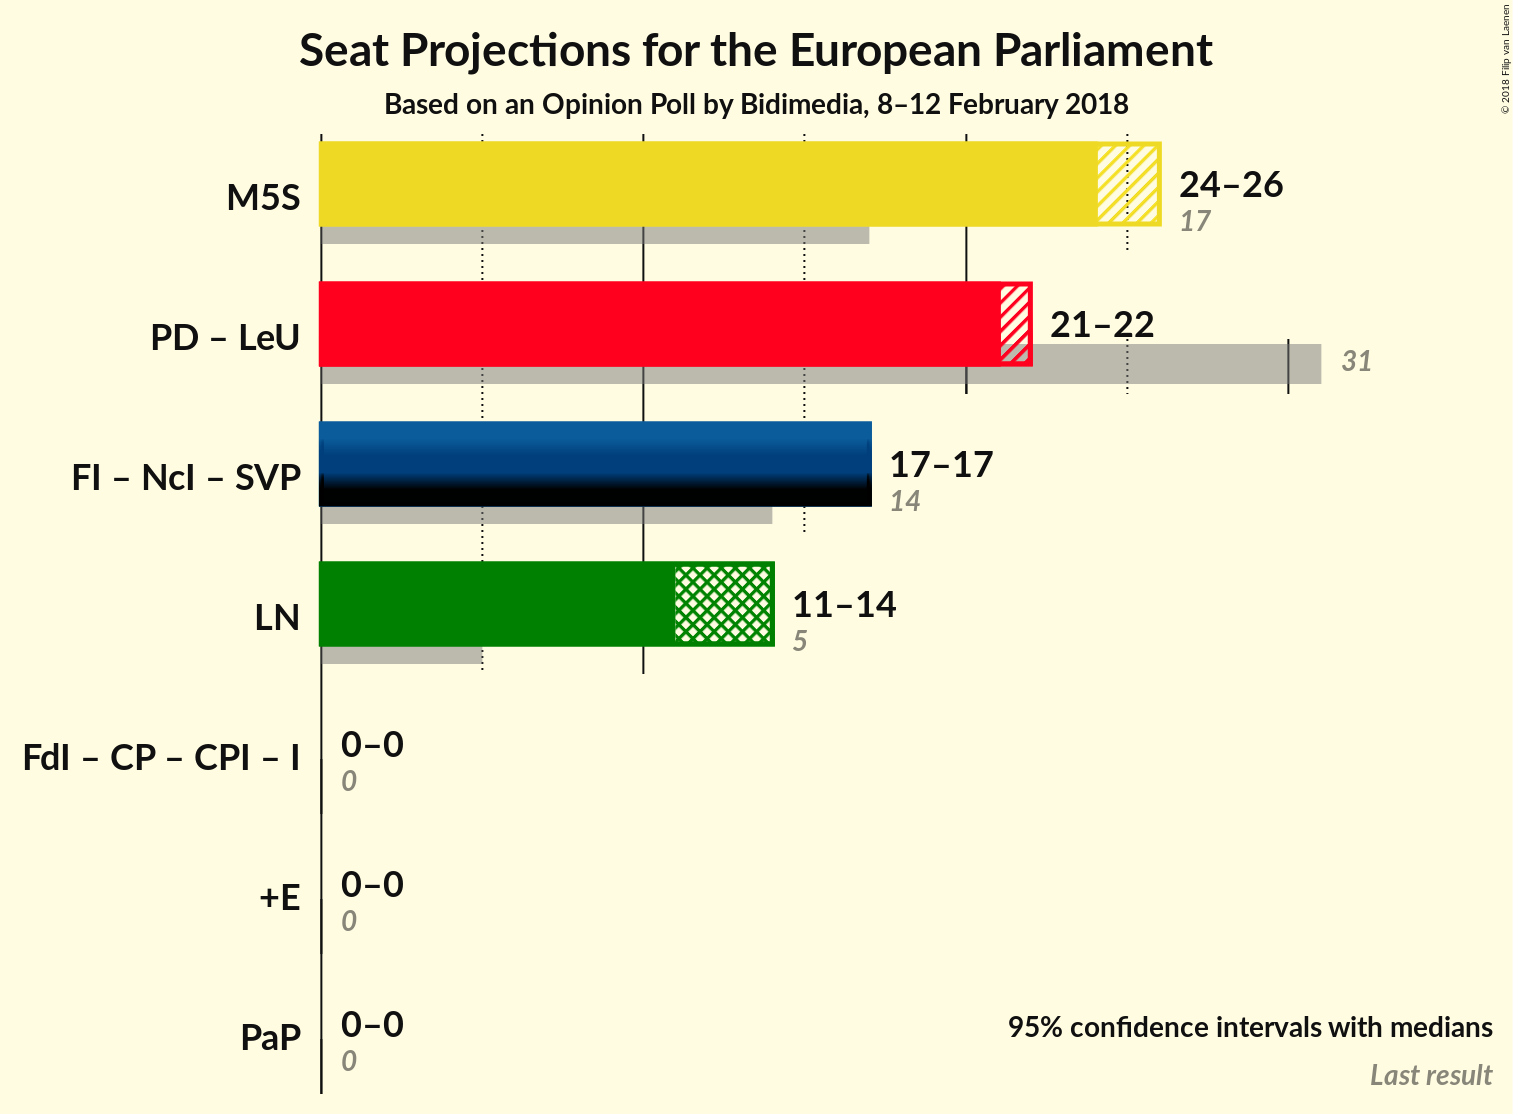 Seat Projections for the European Parliament
Based on an Opinion Poll by Bidimedia, 8–12 February 2018
© 2018 Filip van Laenen
M5S
24–26
17
PD – LeU
21–22
31
FI – NcI – SVP
17–17
14
LN
11–14
5
FdI – CP – CPI – I
0–0
0
+E
0–0
0
PaP
0–0
0
95% confidence intervals with medians
Last result